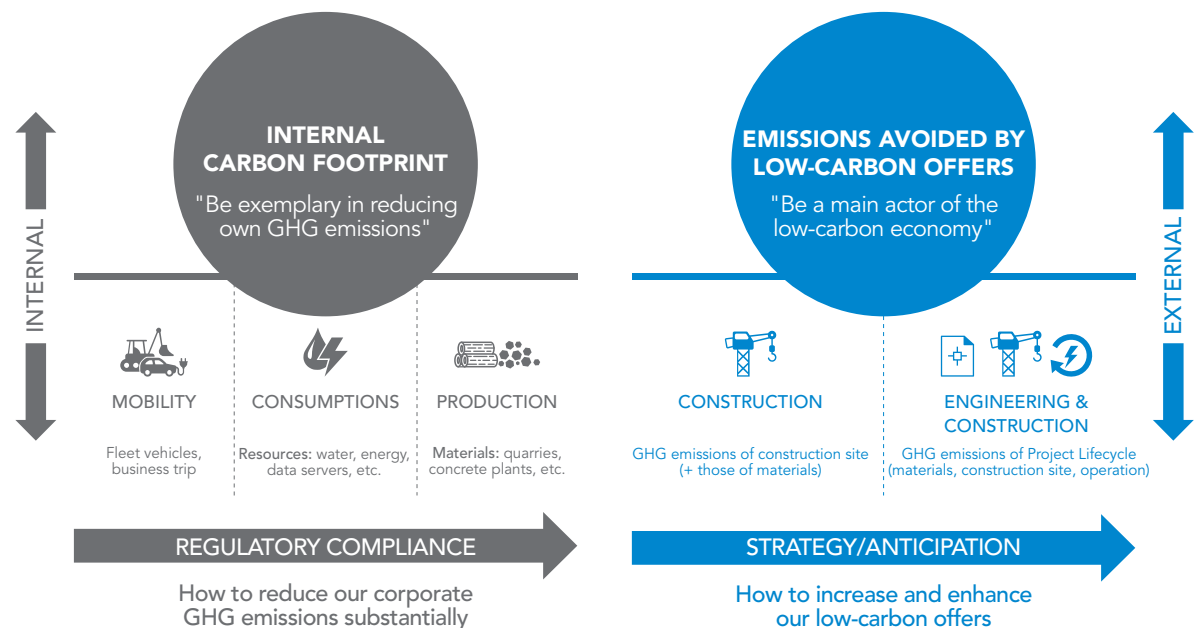 INTERNAL
INTERNAL
CARBON FOOTPRINT
"Be exemplary in reducing
own GHG emissions"
MOBILITY
Fleet vehicles,
business trip
CONSUMPTIONS
Resources: water, energy,
data servers, etc.
PRODUCTION
Materials: quarries,
concrete plants, etc.
REGULATORY COMPLIANCE
How to reduce our corporate
GHG emissions substantially
EMISSIONS AVOIDED BY
LOW-CARBON OFFERS
"Be a main actor of the
low-carbon economy"
EXTERNAL
CONSTRUCTION
GHG emissions of construction site
(+ those of materials)
ENGINEERING &
CONSTRUCTION
GHG emissions of Project Lifecycle
(materials, construction site, operation)
STRATEGY/ANTICIPATION
How to increase and enhance
our low-carbon offers